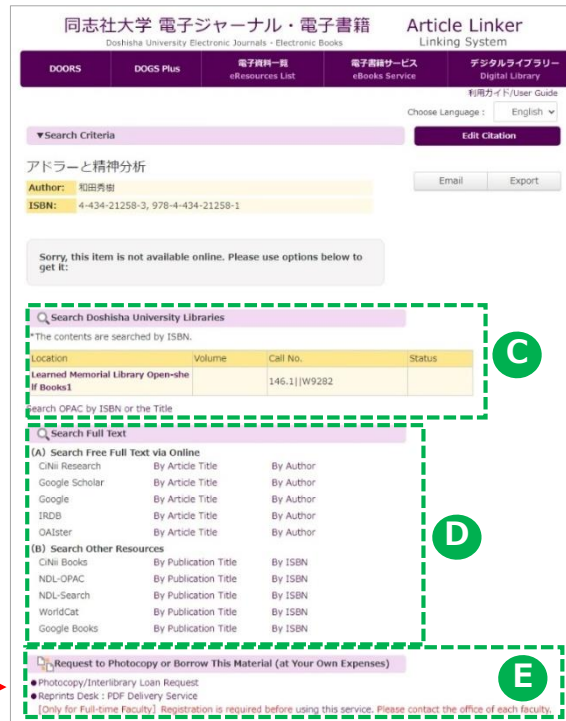 同志社大学 電子ジャーナル・電子書籍 Article Linker
Doshisha University Electronic Journals・Electronic Books Linking System
DOORS DOGS Plus 電子資料一覧 電子書籍サービス デジタルライブラリー
eResources List eBooks Service Digital Library
利用ガイド/User Guide
Choose Language : English
▼Search Criteria Edit Citation
アドラーと精神分析
Email Export
Author: 和田秀樹
ISBN: 4-434-21258-3, 978-4-434-21258-1
Sorry, this item is not available online. Please use options below to
get it:
Search Doshisha University Libraries
*The contents are searched by ISBN.
C
Location Volume Call No. Status
Learned Memorial Library Open-she
lf Books1 146.1||W9282
Search OPAC by ISBN or the Title
Search Full Text
(A) Search Free Full Text via Online
CiNii Research By Article Title By Author
Google Scholar By Article Title By Author
Google By Article Title By Author
IRDB By Article Title By Author
OAIster By Article Title By Author
D
(B) Search Other Resources
CiNii Books By Publication Title By ISBN
NDL-OPAC By Publication Title By ISBN
NDL-Search By Publication Title By ISBN
WorldCat By Publication Title By ISBN
Google Books By Publication Title By ISBN
Request to Photocopy or Borrow This Material (at Your Own Expenses)
E
●Photocopy/Interlibrary Loan Request
●Reprints Desk : PDF Delivery Service
[Only for Full-time Faculty] Registration is required before using this service. Please contact the office of each faculty.